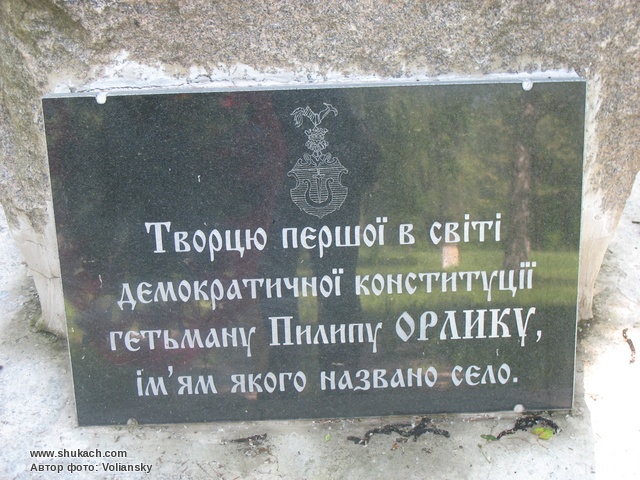 Творцю першої в світі
демократичної конституції
гетьману Пилипу ОРЛИКУ,
ім'ям якого названо село.
www.shukach.com
Автор фото: Voliansky